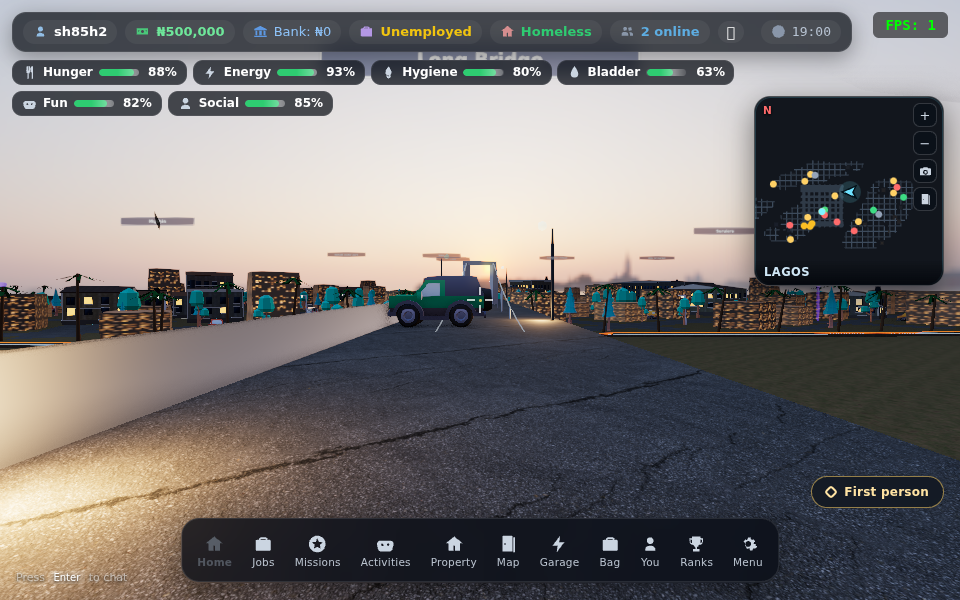 sh85h2
₦500,000
Bank: ₦0
Unemployed
Homeless
2 online
19:00
FPS: 1
Long Bridge
Hunger 88%
Energy 93%
Hygiene 80%
Bladder 63%
Fun 82%
Social 85%
N
+
−
LAGOS
First person
Home
Jobs
Missions
Activities
Property
Map
Garage
Bag
You
Ranks
Menu
Press Enter to chat